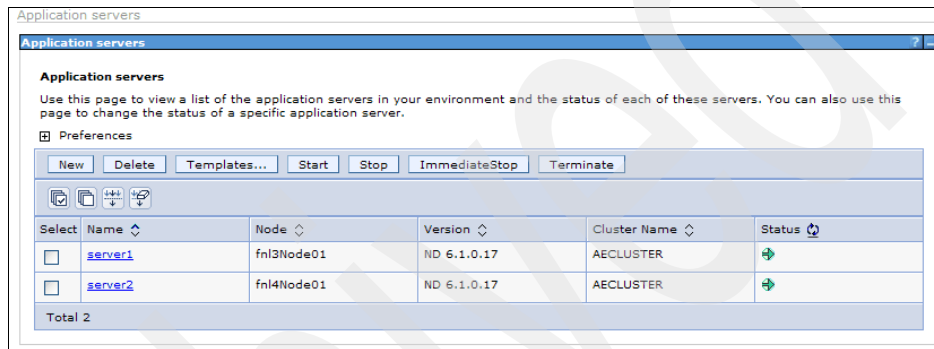 Application servers
Application servers ? –
Application servers
Use this page to view a list of the application servers in your environment and the status of each of these servers. You can also use this
page to change the status of a specific application server.
Preferences
New Delete Templates... Start Stop ImmediateStop Terminate
Select Name Node Version Cluster Name Status
server1 fnl3Node01 ND 6.1.0.17 AECLUSTER
server2 fnl4Node01 ND 6.1.0.17 AECLUSTER
Total 2